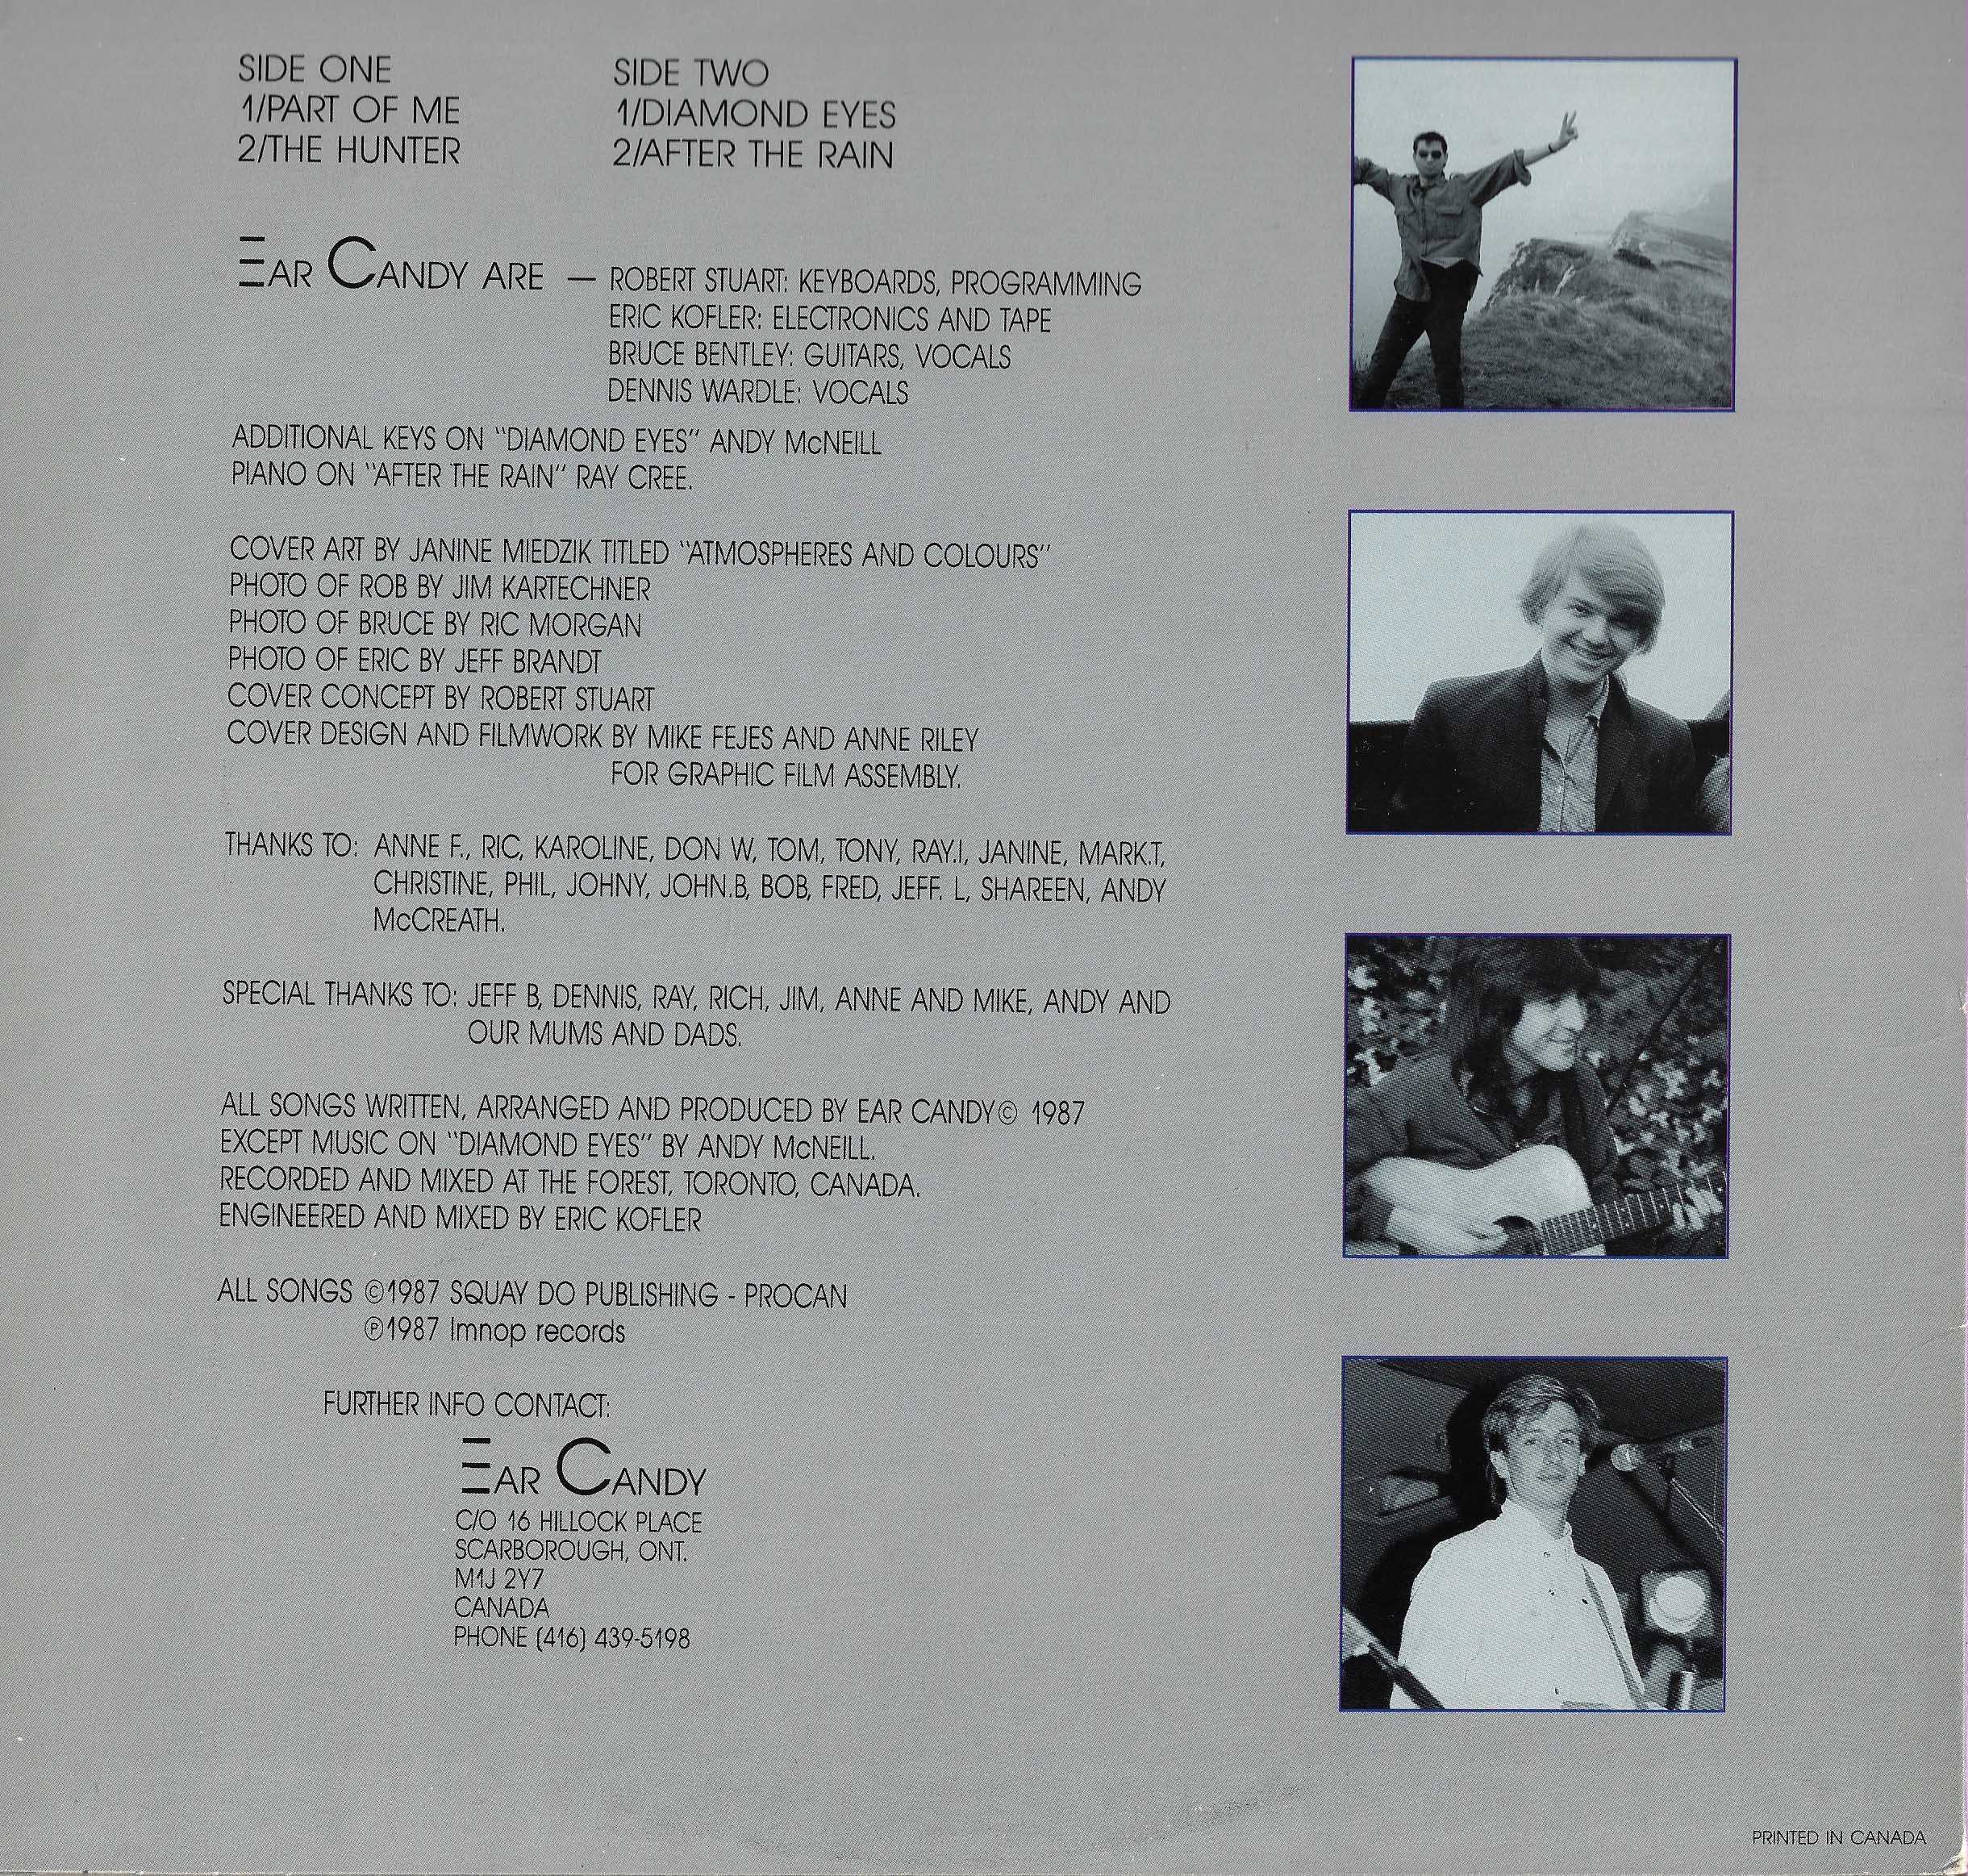 SIDE ONE
1/PART OF ME
2/THE HUNTER
SIDE TWO
1/DIAMOND EYES
2/AFTER THE RAIN
EAR CANDY ARE — ROBERT STUART: KEYBOARDS, PROGRAMMING
ERIC KOFLER: ELECTRONICS AND TAPE
BRUCE BENTLEY: GUITARS, VOCALS
DENNIS WARDLE: VOCALS
ADDITIONAL KEYS ON "DIAMOND EYES" ANDY McNEILL
PIANO ON "AFTER THE RAIN" RAY CREE.
COVER ART BY JANINE MIEDZIK TITLED "ATMOSPHERES AND COLOURS"
PHOTO OF ROB BY JIM KARTECHNER
PHOTO OF BRUCE BY RIC MORGAN
PHOTO OF ERIC BY JEFF BRANDT
COVER CONCEPT BY ROBERT STUART
COVER DESIGN AND FILMWORK BY MIKE FEJES AND ANNE RILEY
FOR GRAPHIC FILM ASSEMBLY.
THANKS TO: ANNE F., RIC, KAROLINE, DON W, TOM, TONY, RAY.I, JANINE, MARK.T,
CHRISTINE, PHIL, JOHNY, JOHN.B, BOB, FRED, JEFF. L, SHAREEN, ANDY
McCREATH.
SPECIAL THANKS TO: JEFF B, DENNIS, RAY, RICH, JIM, ANNE AND MIKE, ANDY AND
OUR MUMS AND DADS.
ALL SONGS WRITTEN, ARRANGED AND PRODUCED BY EAR CANDY© 1987
EXCEPT MUSIC ON "DIAMOND EYES" BY ANDY McNEILL.
RECORDED AND MIXED AT THE FOREST, TORONTO, CANADA.
ENGINEERED AND MIXED BY ERIC KOFLER
ALL SONGS ©1987 SQUAY DO PUBLISHING - PROCAN
℗1987 lmnop records
FURTHER INFO CONTACT:
EAR CANDY
C/O 16 HILLOCK PLACE
SCARBOROUGH, ONT.
M1J 2Y7
CANADA
PHONE (416) 439-5198
PRINTED IN CANADA